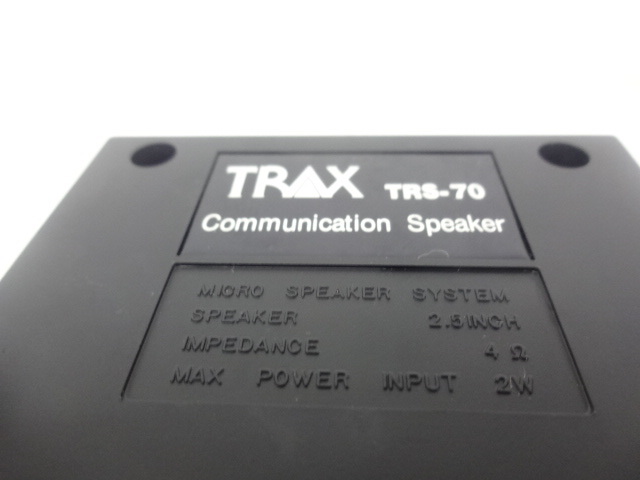 TRAX TRS-70
Communication Speaker
MICRO SPEAKER SYSTEM
SPEAKER 2.5INCH
IMPEDANCE 4 Ω
MAX POWER INPUT 2W